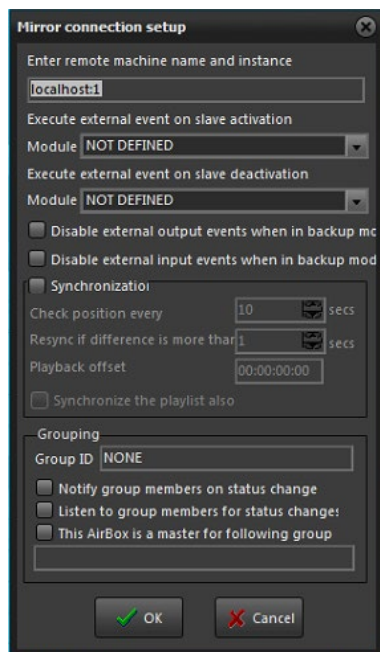 Mirror connection setup
Enter remote machine name and instance
localhost:1
Execute external event on slave activation
Module NOT DEFINED
Execute external event on slave deactivation
Module NOT DEFINED
Disable external output events when in backup mo
Disable external input events when in backup mod
Synchronization
Check position every 10 secs
Resync if difference is more than 1 secs
Playback offset 00:00:00:00
Synchronize the playlist also
Grouping
Group ID NONE
Notify group members on status change
Listen to group members for status changes
This AirBox is a master for following group
OK Cancel